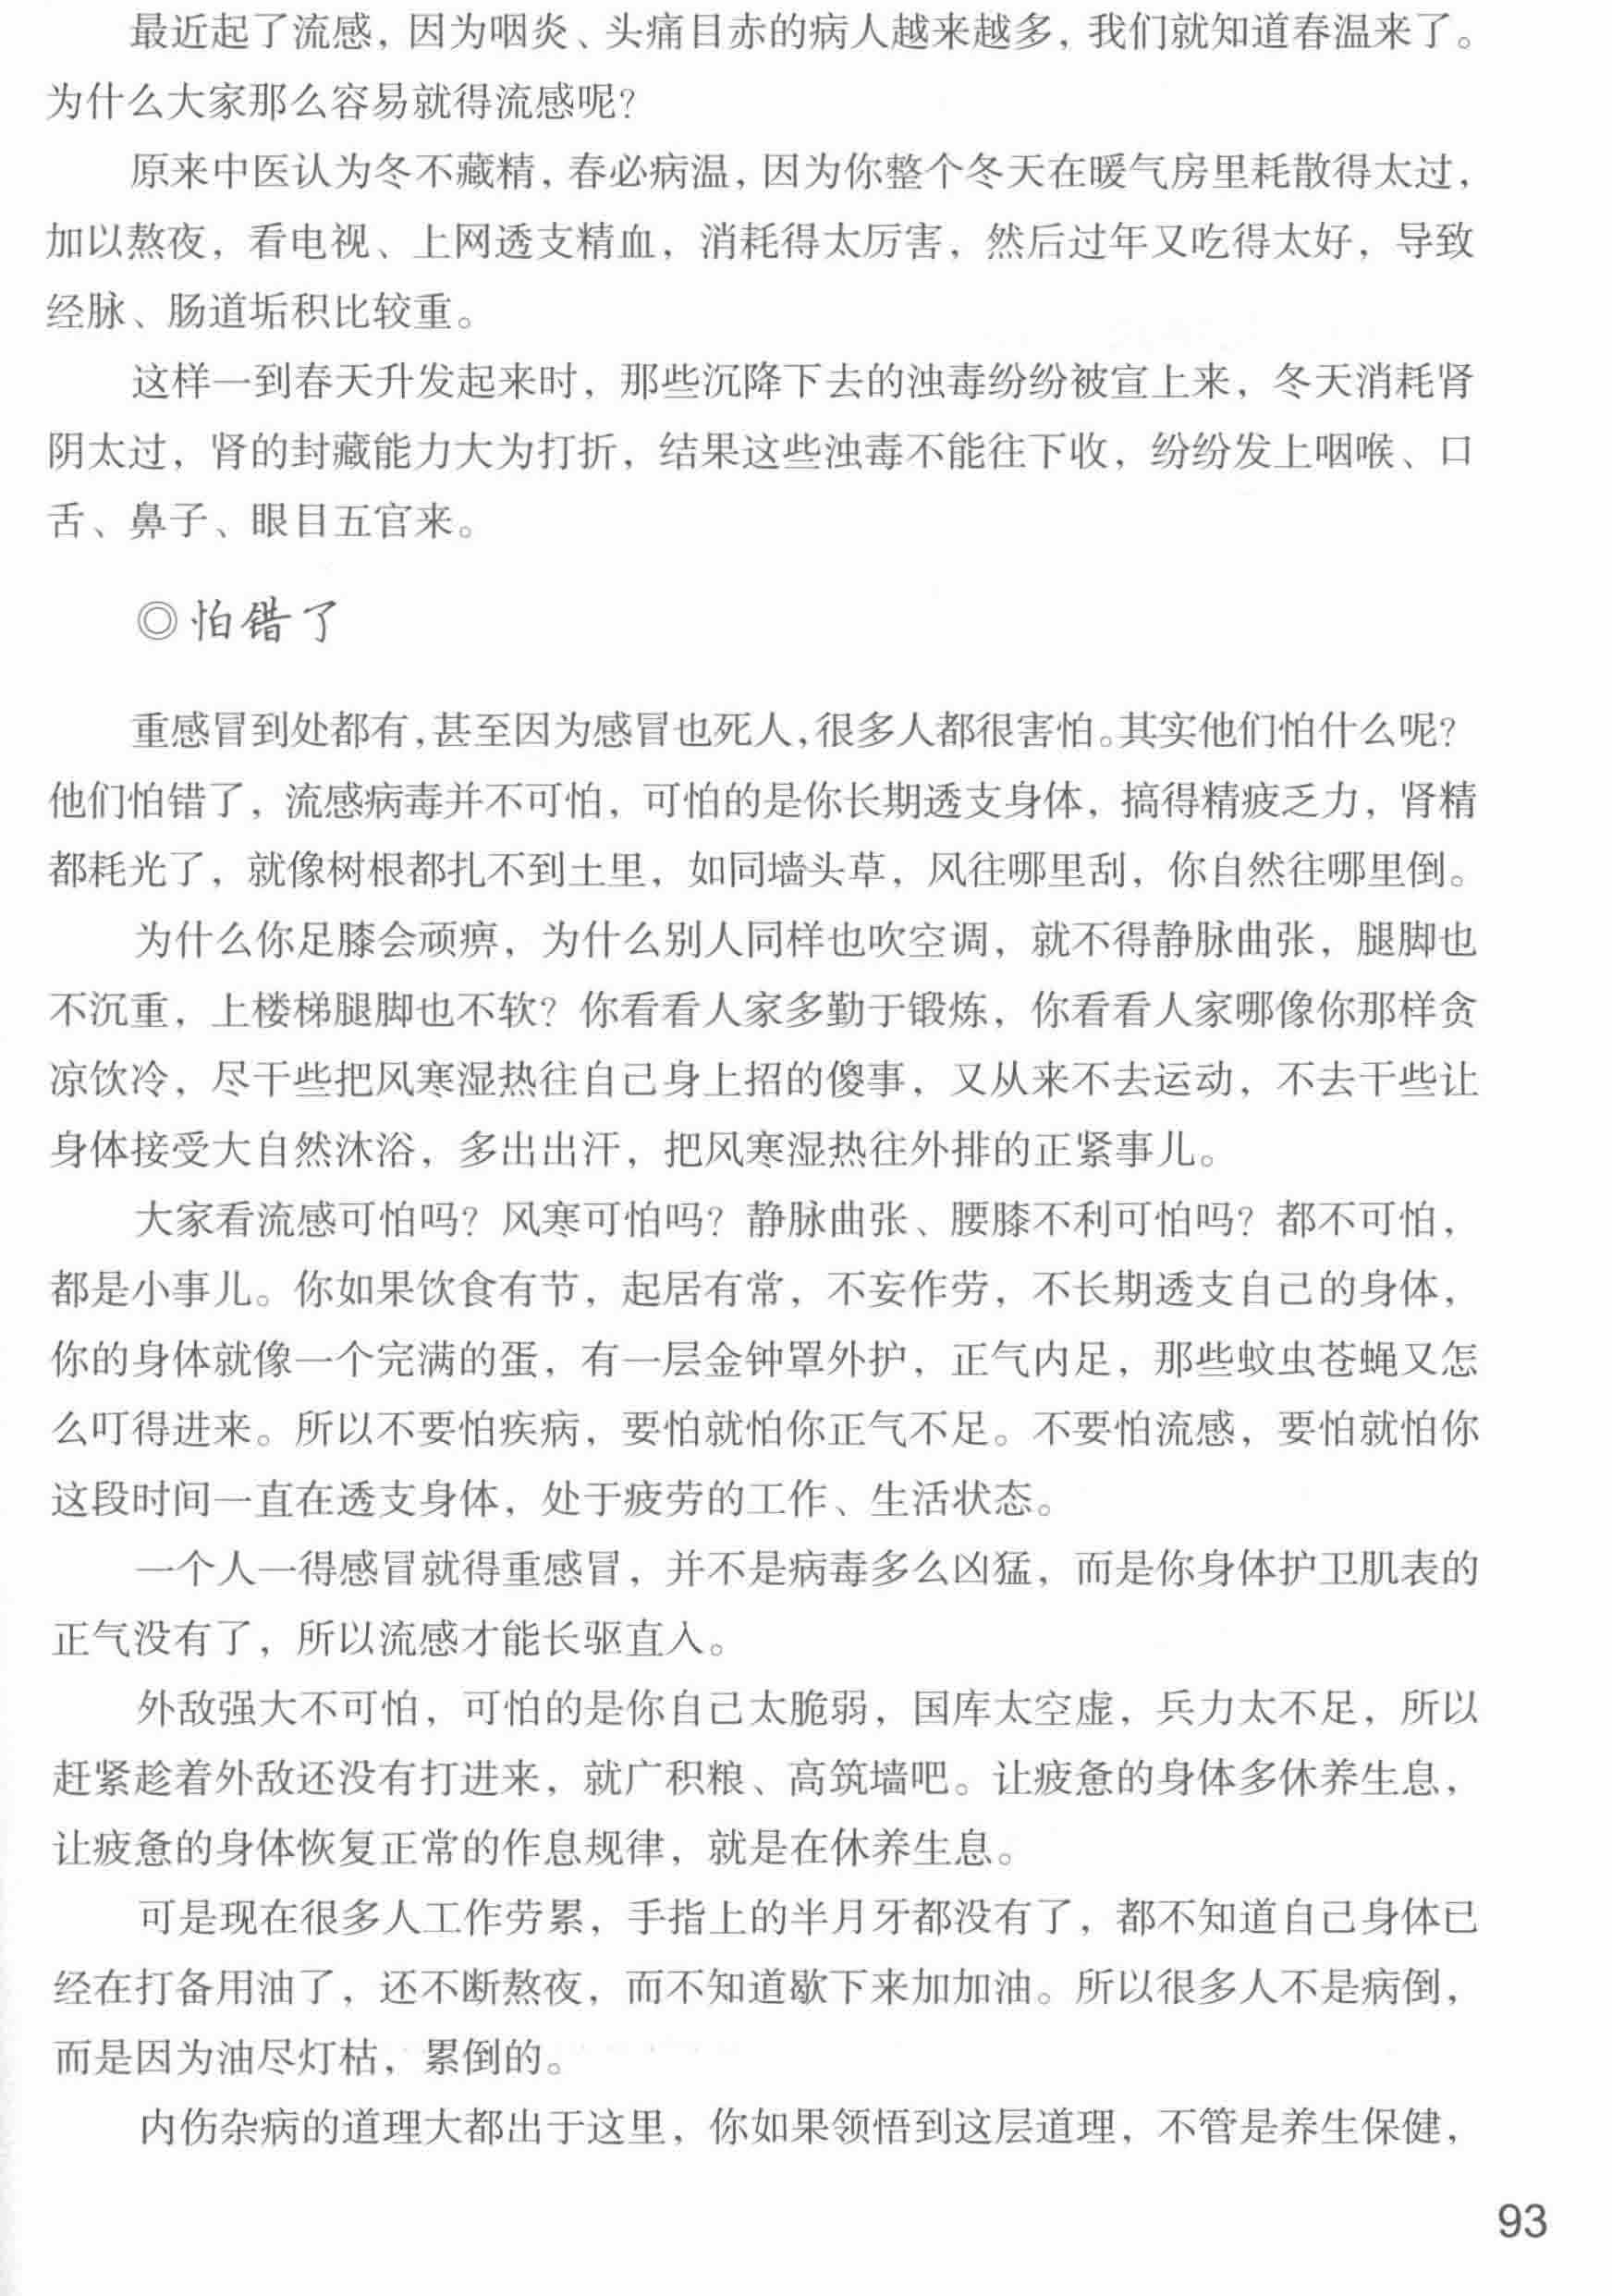 最近起了流感，因为咽炎、头痛目赤的病人越来越多，我们就知道春温来了。
为什么大家那么容易就得流感呢？
原来中医认为冬不藏精，春必病温，因为你整个冬天在暖气房里耗散得太过，
加以熬夜，看电视、上网透支精血，消耗得太厉害，然后过年又吃得太好，导致
经脉、肠道垢积比较重。
这样一到春天升发起来时，那些沉降下去的浊毒纷纷被宣上来，冬天消耗肾
阴太过，肾的封藏能力大为打折，结果这些浊毒不能往下收，纷纷发上咽喉、口
舌、鼻子、眼目五官来。
◎怕错了
重感冒到处都有，甚至因为感冒也死人，很多人都很害怕。其实他们怕什么呢？
他们怕错了，流感病毒并不可怕，可怕的是你长期透支身体，搞得精疲乏力，肾精
都耗光了，就像树根都扎不到土里，如同墙头草，风往哪里刮，你自然往哪里倒。
为什么你足膝会顽痹，为什么别人同样也吹空调，就不得静脉曲张，腿脚也
不沉重，上楼梯腿脚也不软？你看看人家多勤于锻炼，你看看人家哪像你那样贪
凉饮冷，尽干些把风寒湿热往自己身上招的傻事，又从来不去运动，不去干些让
身体接受大自然沐浴，多出出汗，把风寒湿热往外排的正紧事儿。
大家看流感可怕吗？风寒可怕吗？静脉曲张、腰膝不利可怕吗？都不可怕，
都是小事儿。你如果饮食有节，起居有常，不妄作劳，不长期透支自己的身体，
你的身体就像一个完满的蛋，有一层金钟罩外护，正气内足，那些蚊虫苍蝇又怎
么叮得进来。所以不要怕疾病，要怕就怕你正气不足。不要怕流感，要怕就怕你
这段时间一直在透支身体，处于疲劳的工作、生活状态。
一个人一得感冒就得重感冒，并不是病毒多么凶猛，而是你身体护卫肌表的
正气没有了，所以流感才能长驱直入。
外敌强大不可怕，可怕的是你自己太脆弱，国库太空虚，兵力太不足，所以
赶紧趁着外敌还没有打进来，就广积粮、高筑墙吧。让疲惫的身体多休养生息，
让疲惫的身体恢复正常的作息规律，就是在休养生息。
可是现在很多人工作劳累，手指上的半月牙都没有了，都不知道自己身体已
经在打备用油了，还不断熬夜，而不知道歇下来加加油。所以很多人不是病倒，
而是因为油尽灯枯，累倒的。
内伤杂病的道理大都出于这里，你如果领悟到这层道理，不管是养生保健，
93